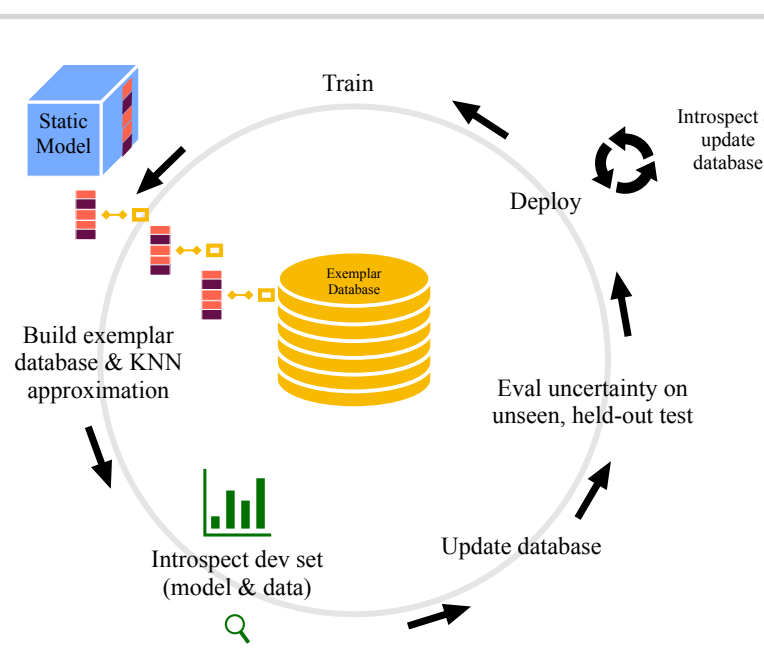 Train
Static
Model
Introspect
update
database
Deploy
Exemplar
Database
Build exemplar
database & KNN
approximation
Eval uncertainty on
unseen, held-out test
Update database
Introspect dev set
(model & data)